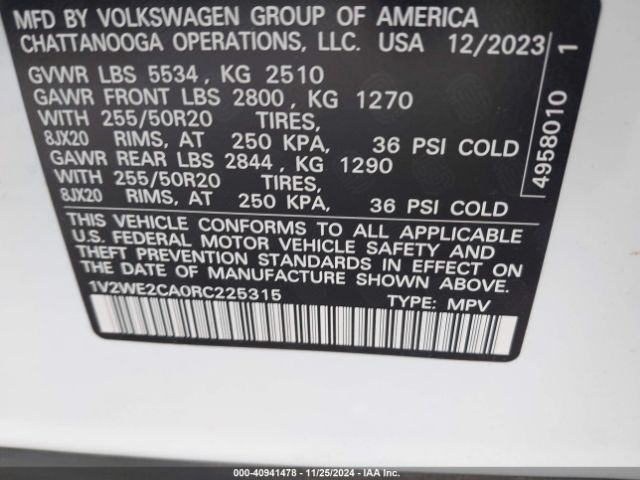 MFD BY VOLKSWAGEN GROUP OF AMERICA
CHATTANOOGA OPERATIONS, LLC. USA 12/2023
GVWR LBS 5534 , KG 2510
GAWR FRONT LBS 2800 , KG 1270
WITH 255/50R20 TIRES,
8JX20 RIMS, AT 250 KPA, 36 PSI COLD
GAWR REAR LBS 2844 , KG 1290
WITH 255/50R20 TIRES,
8JX20 RIMS, AT 250 KPA, 36 PSI COLD
THIS VEHICLE CONFORMS TO ALL APPLICABLE
U.S. FEDERAL MOTOR VEHICLE SAFETY AND
THEFT PREVENTION STANDARDS IN EFFECT ON
THE DATE OF MANUFACTURE SHOWN ABOVE.
1V2WE2CA0RC225315 TYPE: MPV
4958010 1
000-40941478 - 11/25/2024 - IAA Inc.